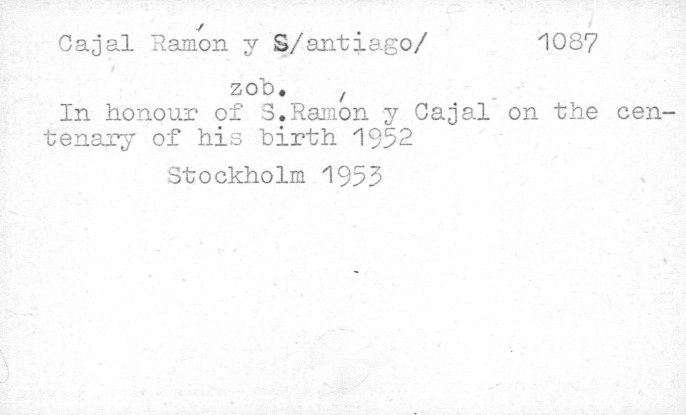 Cajal Ramón y S/antiago/ 1087
zob.
In honour of S.Ramón y Cajal on the cen-
tenary of his birth 1952
Stockholm 1953